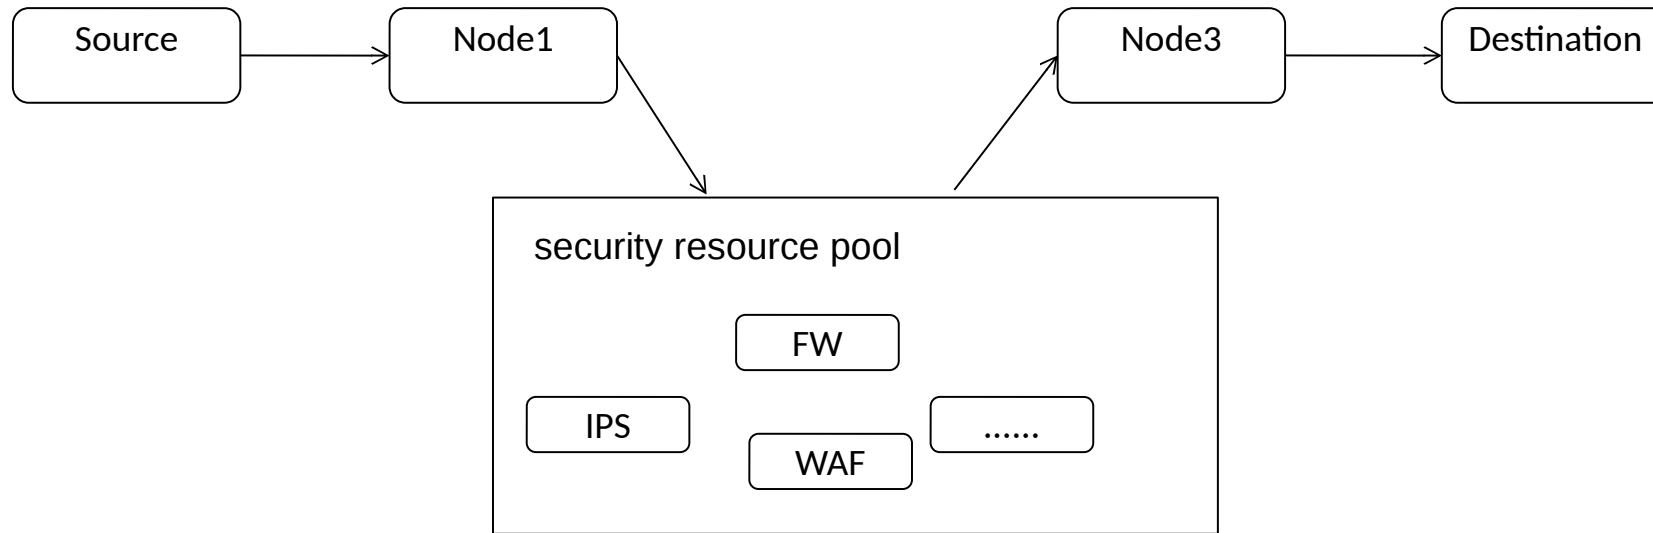 Source
Node1
Node3
Destination
security resource pool
FW
IPS
......
WAF